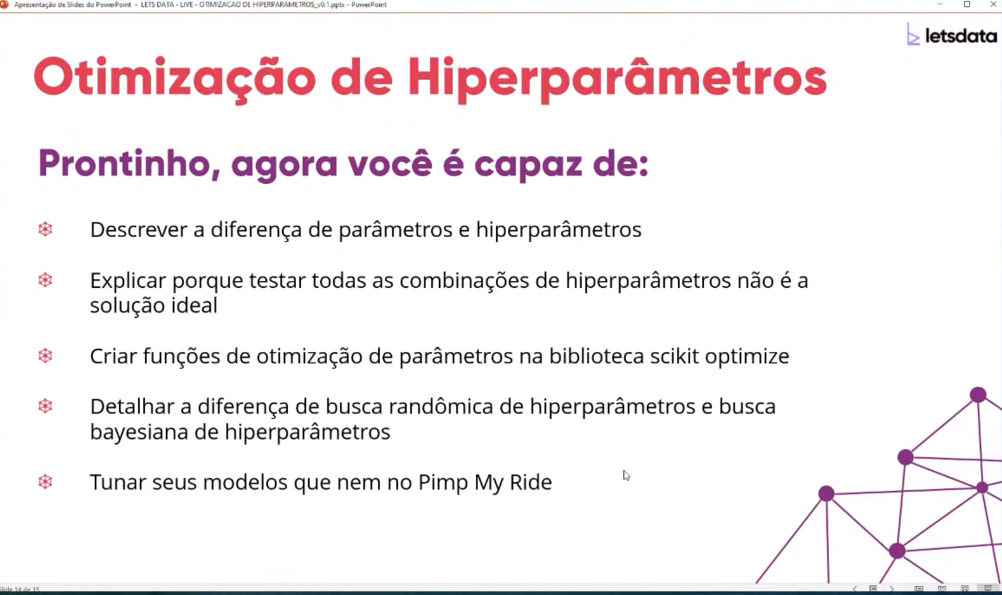 Apresentação de Slides do PowerPoint - LETS DATA - LIVE - OTIMIZACAO DE HIPERPARAMETROS_v0.1.pptx - PowerPoint
letsdata
Otimização de Hiperparâmetros
Prontinho, agora você é capaz de:
Descrever a diferença de parâmetros e hiperparâmetros
Explicar porque testar todas as combinações de hiperparâmetros não é a
solução ideal
Criar funções de otimização de parâmetros na biblioteca scikit optimize
Detalhar a diferença de busca randômica de hiperparâmetros e busca
bayesiana de hiperparâmetros
Tunar seus modelos que nem no Pimp My Ride
Slide 14 de 15